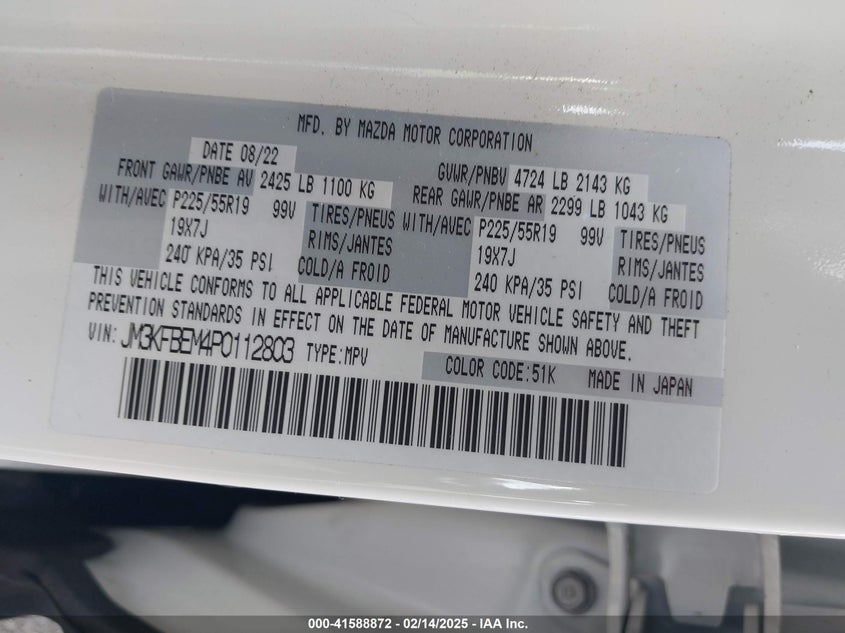 MFD. BY MAZDA MOTOR CORPORATION
DATE 08/22 GVWR/PNBV 4724 LB 2143 KG
FRONT GAWR/PNBE AV 2425 LB 1100 KG REAR GAWR/PNBE AR 2299 LB 1043 KG
WITH/AVEC P225/55R19 99V TIRES/PNEUS WITH/AVEC P225/55R19 99V TIRES/PNEUS
19X7J RIMS/JANTES 19X7J RIMS/JANTES
240 KPA/35 PSI COLD/A FROID 240 KPA/35 PSI COLD/A FROID
THIS VEHICLE CONFORMS TO ALL APPLICABLE FEDERAL MOTOR VEHICLE SAFETY AND THEFT
PREVENTION STANDARDS IN EFFECT ON THE DATE OF MANUFACTURE SHOWN ABOVE.
VIN: JM3KFBEM4P0112803 TYPE:MPV
COLOR CODE:51K MADE IN JAPAN
000-41588872 - 02/14/2025 - IAA Inc.